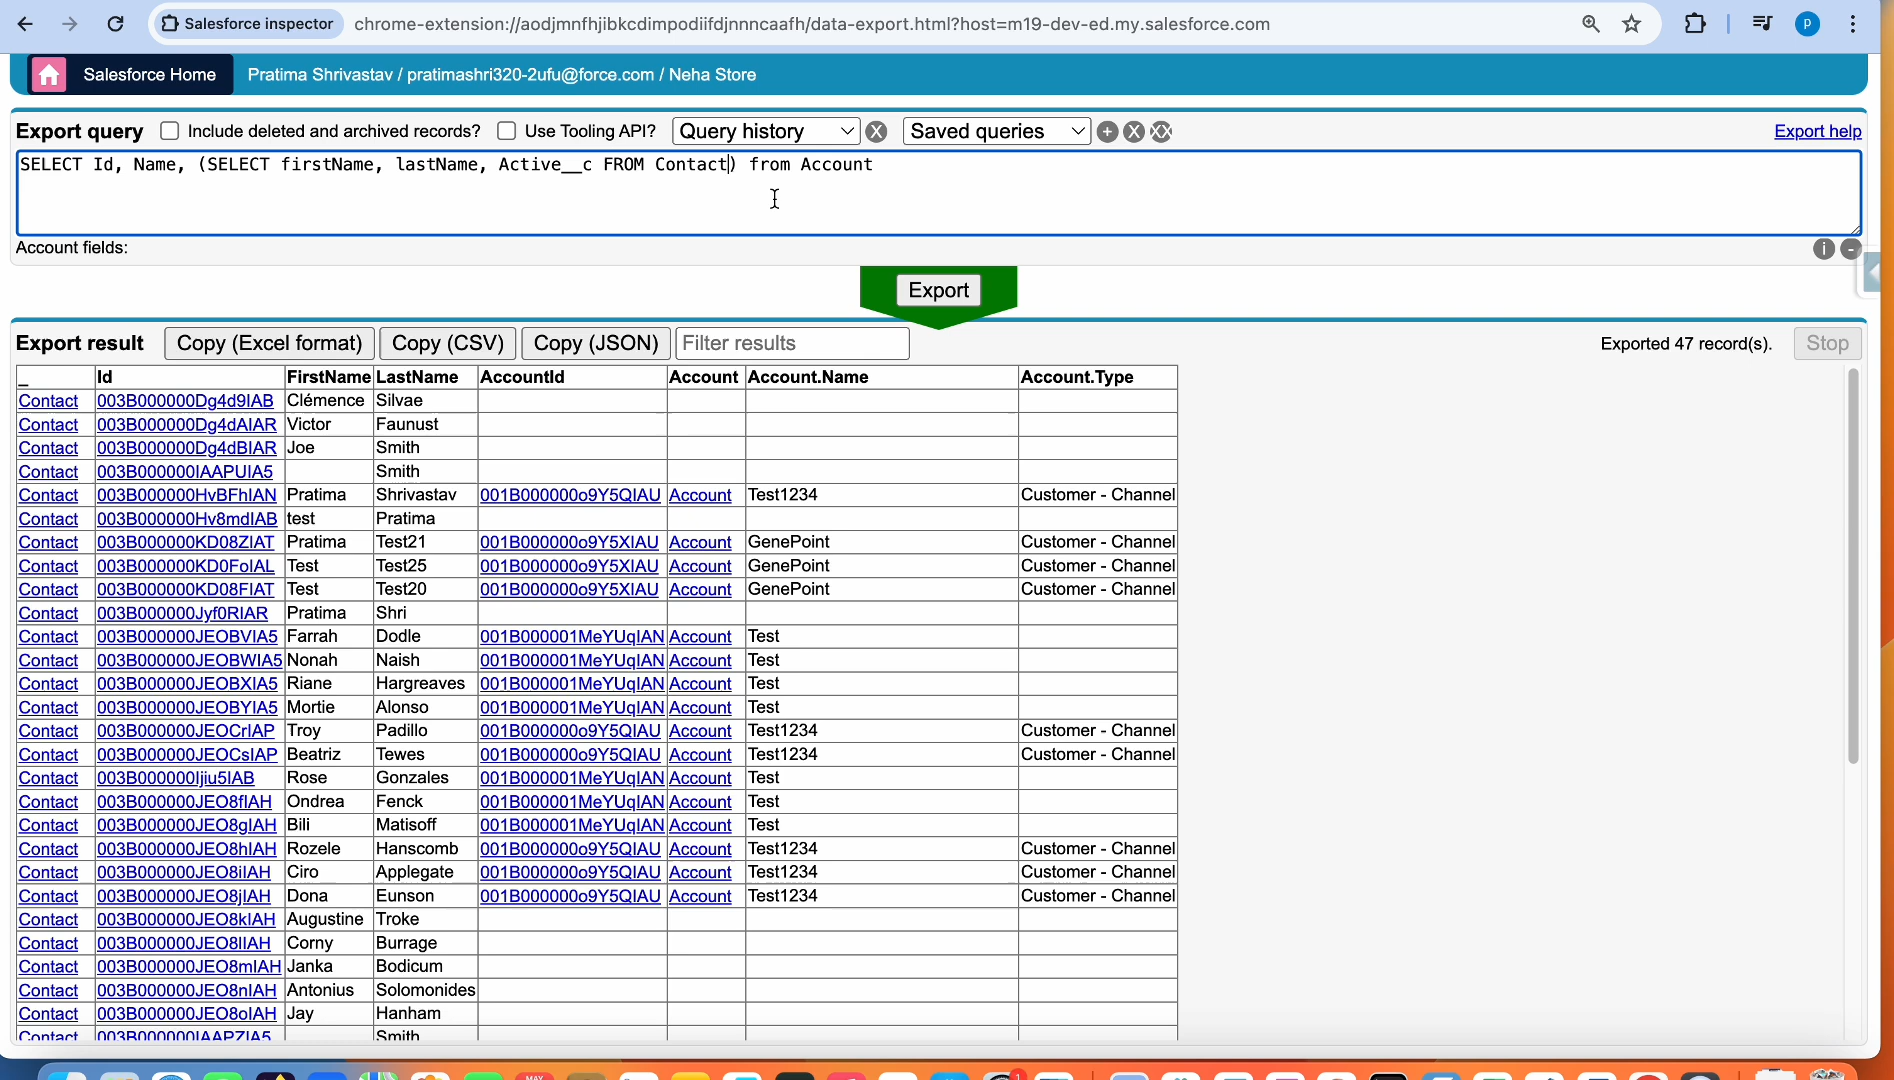 Salesforce inspector chrome-extension://aodjmnfhjibkcdimpodiifdjnnncaafh/data-export.html?host=m19-dev-ed.my.salesforce.com P
Salesforce Home Pratima Shrivastav / pratimashri320-2ufu@force.com / Neha Store
Export query Include deleted and archived records? Use Tooling API? Query history X Saved queries + X XX Export help
SELECT Id, Name, (SELECT firstName, lastName, Active__c FROM Contact) from Account
Account fields: i -
Export
Export result Copy (Excel format) Copy (CSV) Copy (JSON) Filter results Exported 47 record(s). Stop
_ Id FirstName LastName AccountId Account Account.Name Account.Type
Contact 003B000000Dg4d9IAB Clémence Silvae
Contact 003B000000Dg4dAIAR Victor Faunust
Contact 003B000000Dg4dBIAR Joe Smith
Contact 003B000000IAAPUIA5 Smith
Contact 003B000000HvBFhIAN Pratima Shrivastav 001B000000o9Y5QIAU Account Test1234 Customer - Channel
Contact 003B000000Hv8mdIAB test Pratima
Contact 003B000000KD08ZIAT Pratima Test21 001B000000o9Y5XIAU Account GenePoint Customer - Channel
Contact 003B000000KD0FoIAL Test Test25 001B000000o9Y5XIAU Account GenePoint Customer - Channel
Contact 003B000000KD08FIAT Test Test20 001B000000o9Y5XIAU Account GenePoint Customer - Channel
Contact 003B000000Jyf0RIAR Pratima Shri
Contact 003B000000JEOBVIA5 Farrah Dodle 001B000001MeYUqIAN Account Test
Contact 003B000000JEOBWIA5 Nonah Naish 001B000001MeYUqIAN Account Test
Contact 003B000000JEOBXIA5 Riane Hargreaves 001B000001MeYUqIAN Account Test
Contact 003B000000JEOBYIA5 Mortie Alonso 001B000001MeYUqIAN Account Test
Contact 003B000000JEOCrIAP Troy Padillo 001B000000o9Y5QIAU Account Test1234 Customer - Channel
Contact 003B000000JEOCsIAP Beatriz Tewes 001B000000o9Y5QIAU Account Test1234 Customer - Channel
Contact 003B000000Ijiu5IAB Rose Gonzales 001B000001MeYUqIAN Account Test
Contact 003B000000JEO8fIAH Ondrea Fenck 001B000001MeYUqIAN Account Test
Contact 003B000000JEO8gIAH Bili Matisoff 001B000001MeYUqIAN Account Test
Contact 003B000000JEO8hIAH Rozele Hanscomb 001B000000o9Y5QIAU Account Test1234 Customer - Channel
Contact 003B000000JEO8iIAH Ciro Applegate 001B000000o9Y5QIAU Account Test1234 Customer - Channel
Contact 003B000000JEO8jIAH Dona Eunson 001B000000o9Y5QIAU Account Test1234 Customer - Channel
Contact 003B000000JEO8kIAH Augustine Troke
Contact 003B000000JEO8lIAH Corny Burrage
Contact 003B000000JEO8mIAH Janka Bodicum
Contact 003B000000JEO8nIAH Antonius Solomonides
Contact 003B000000JEO8oIAH Jay Hanham
Contact 003B000000IAAPZIA5 Smith
MAY 1